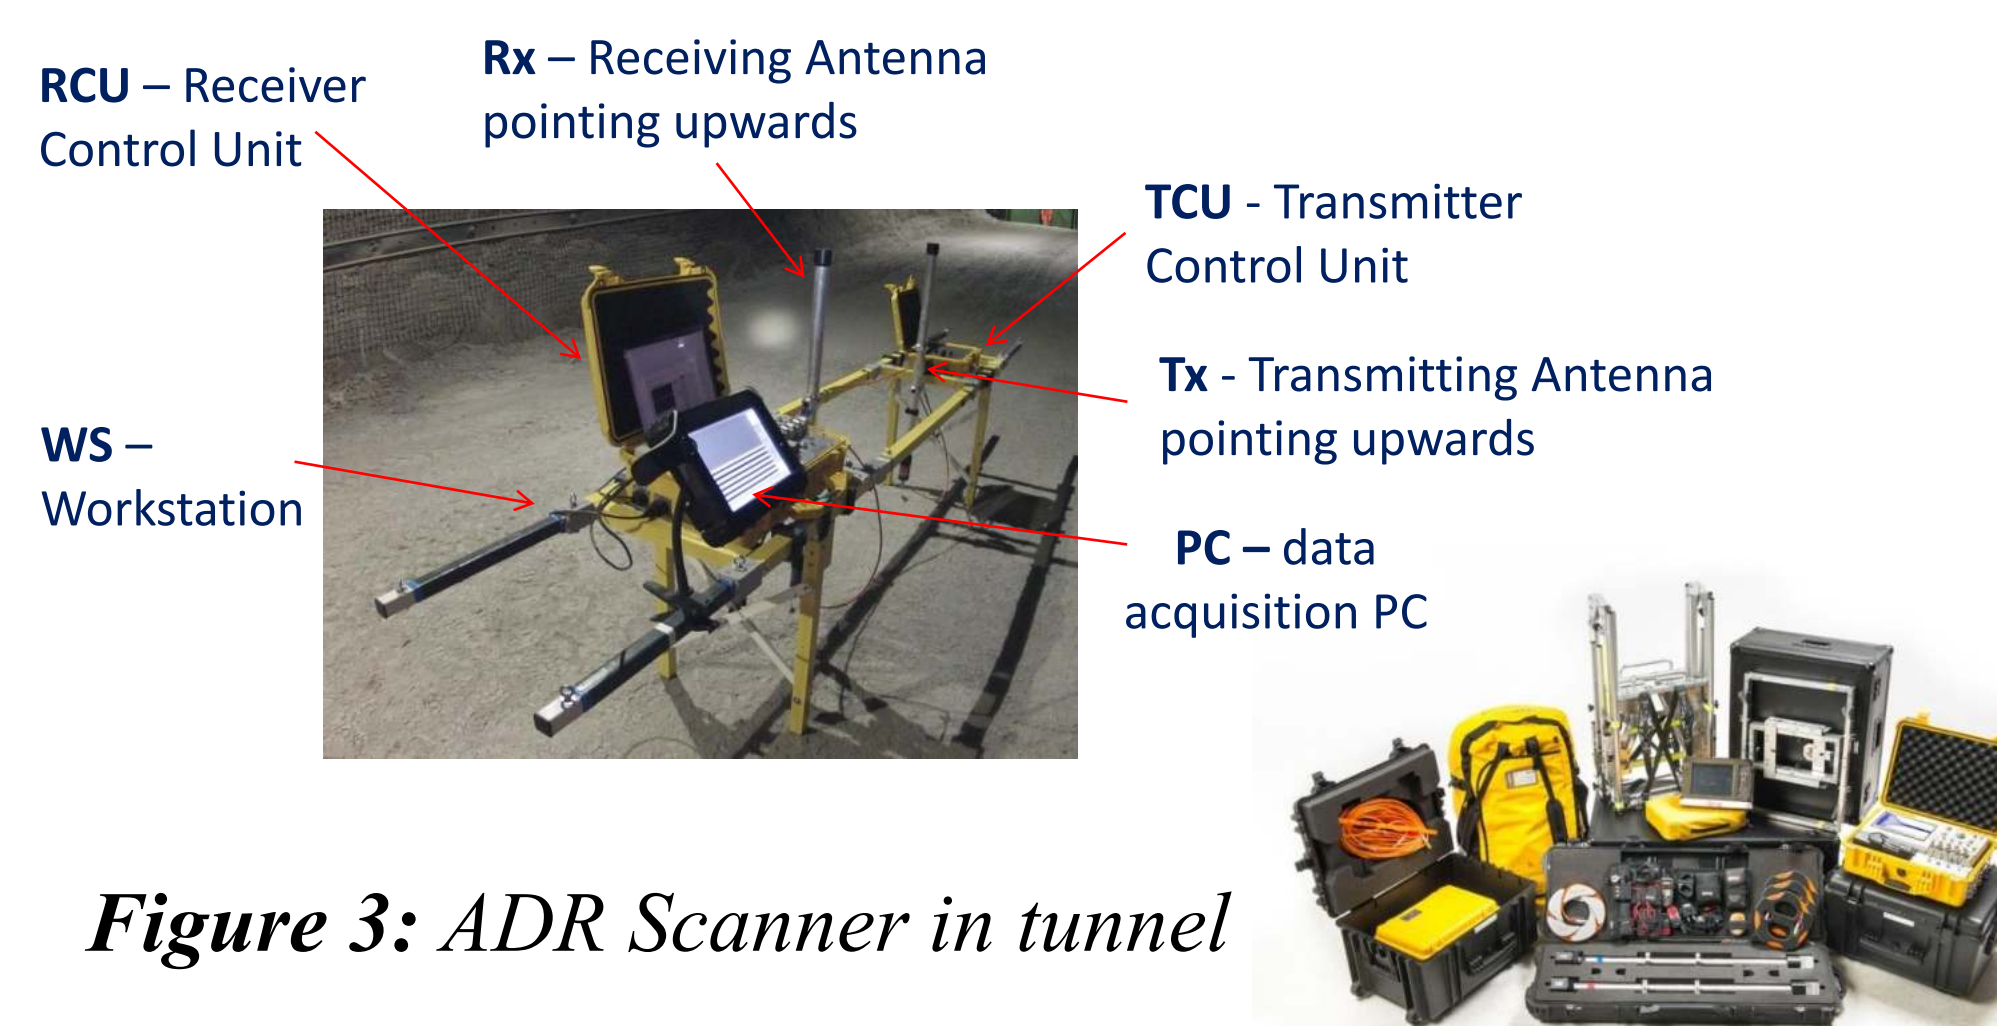 RCU – Receiver
Control Unit
Rx – Receiving Antenna
pointing upwards
TCU - Transmitter
Control Unit
Tx - Transmitting Antenna
pointing upwards
WS –
Workstation
PC – data
acquisition PC
Figure 3: ADR Scanner in tunnel